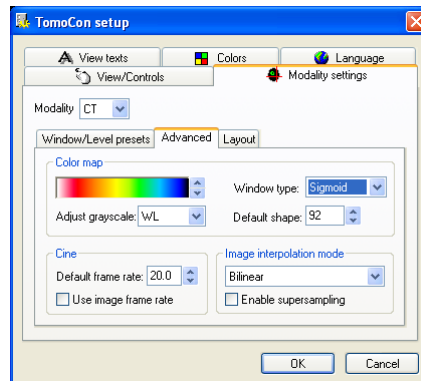 TomoCon setup
View texts
Colors
Language
View/Controls
Modality settings
Modality CT
Window/Level presets
Advanced
Layout
Color map
Window type: Sigmoid
Adjust grayscale: WL
Default shape: 92
Cine
Image interpolation mode
Default frame rate: 20.0
Bilinear
Use image frame rate
Enable supersampling
OK
Cancel